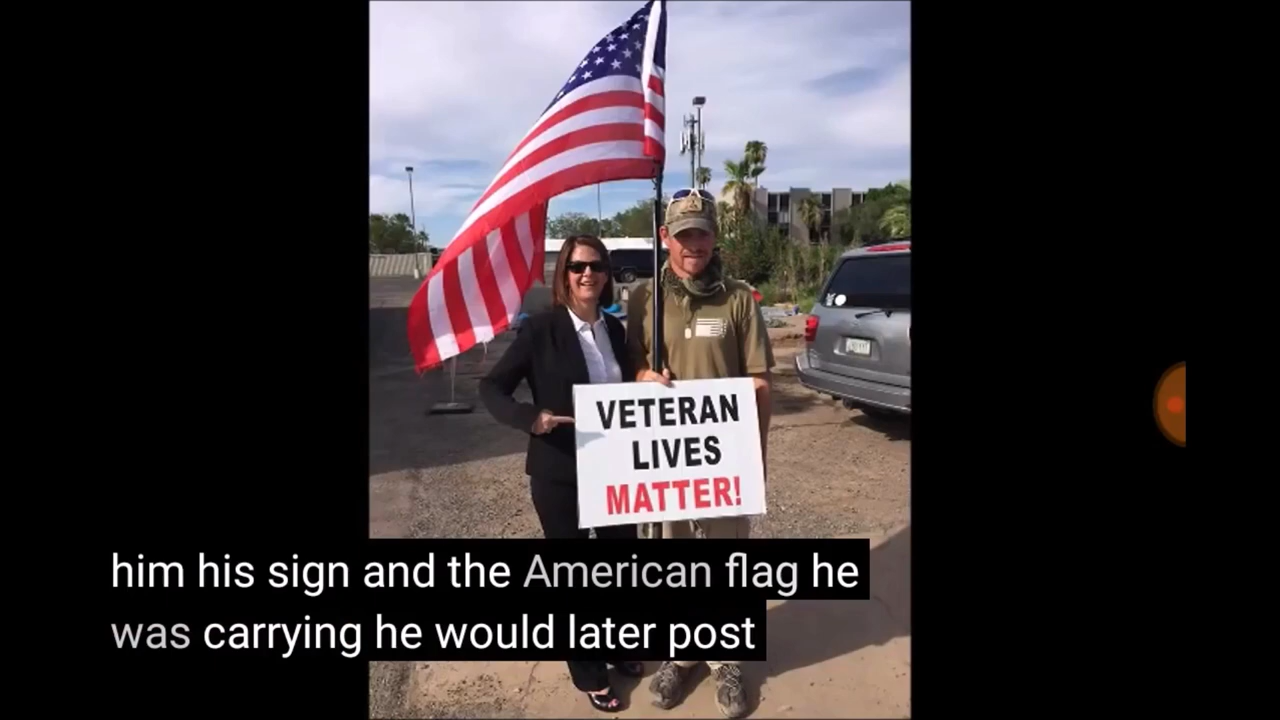 VETERAN
LIVES
MATTER!
him his sign and the American flag he
was carrying he would later post